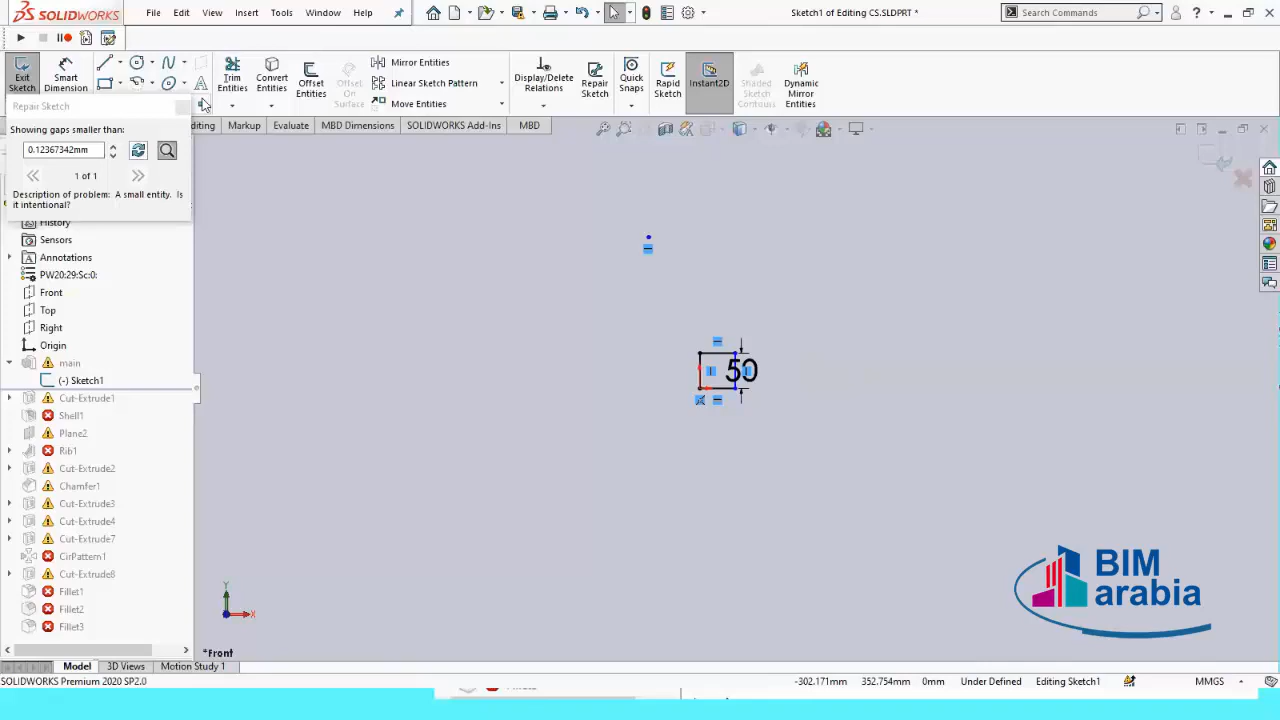 SOLIDWORKS File Edit View Insert Tools Window Help Sketch1 of Editing CS.SLDPRT * Search Commands
Exit Sketch
Smart Dimension
Trim Entities
Convert Entities
Offset Entities
Offset On Surface
Mirror Entities
Linear Sketch Pattern
Move Entities
Display/Delete Relations
Repair Sketch
Quick Snaps
Rapid Sketch
Instant2D
Shaded Sketch Contours
Dynamic Mirror Entities
Markup Evaluate MBD Dimensions SOLIDWORKS Add-Ins MBD
Repair Sketch
Showing gaps smaller than:
0.12367342mm
1 of 1
Description of problem: A small entity. Is
it intentional?
History
Sensors
Annotations
PW20:29:Sc:0:
Front
Top
Right
Origin
main
(-) Sketch1
Cut-Extrude1
Shell1
Plane2
Rib1
Cut-Extrude2
Chamfer1
Cut-Extrude3
Cut-Extrude4
Cut-Extrude7
CirPattern1
Cut-Extrude8
Fillet1
Fillet2
Fillet3
50
Y
X
*Front
BIM
arabia
Model 3D Views Motion Study 1
SOLIDWORKS Premium 2020 SP2.0 -302.171mm 352.754mm 0mm Under Defined Editing Sketch1 MMGS